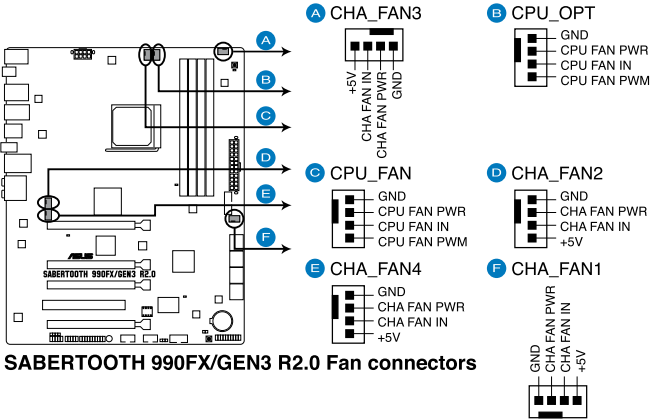 A CHA_FAN3
+5V
CHA FAN IN
CHA FAN PWR
GND
B CPU_OPT
GND
CPU FAN PWR
CPU FAN IN
CPU FAN PWM
A
B
C
D
E
F
C CPU_FAN
GND
CPU FAN PWR
CPU FAN IN
CPU FAN PWM
D CHA_FAN2
GND
CHA FAN PWR
CHA FAN IN
+5V
E CHA_FAN4
GND
CHA FAN PWR
CHA FAN IN
+5V
F CHA_FAN1
GND
CHA FAN PWR
CHA FAN IN
+5V
ASUS
SABERTOOTH 990FX/GEN3 R2.0
SABERTOOTH 990FX/GEN3 R2.0 Fan connectors